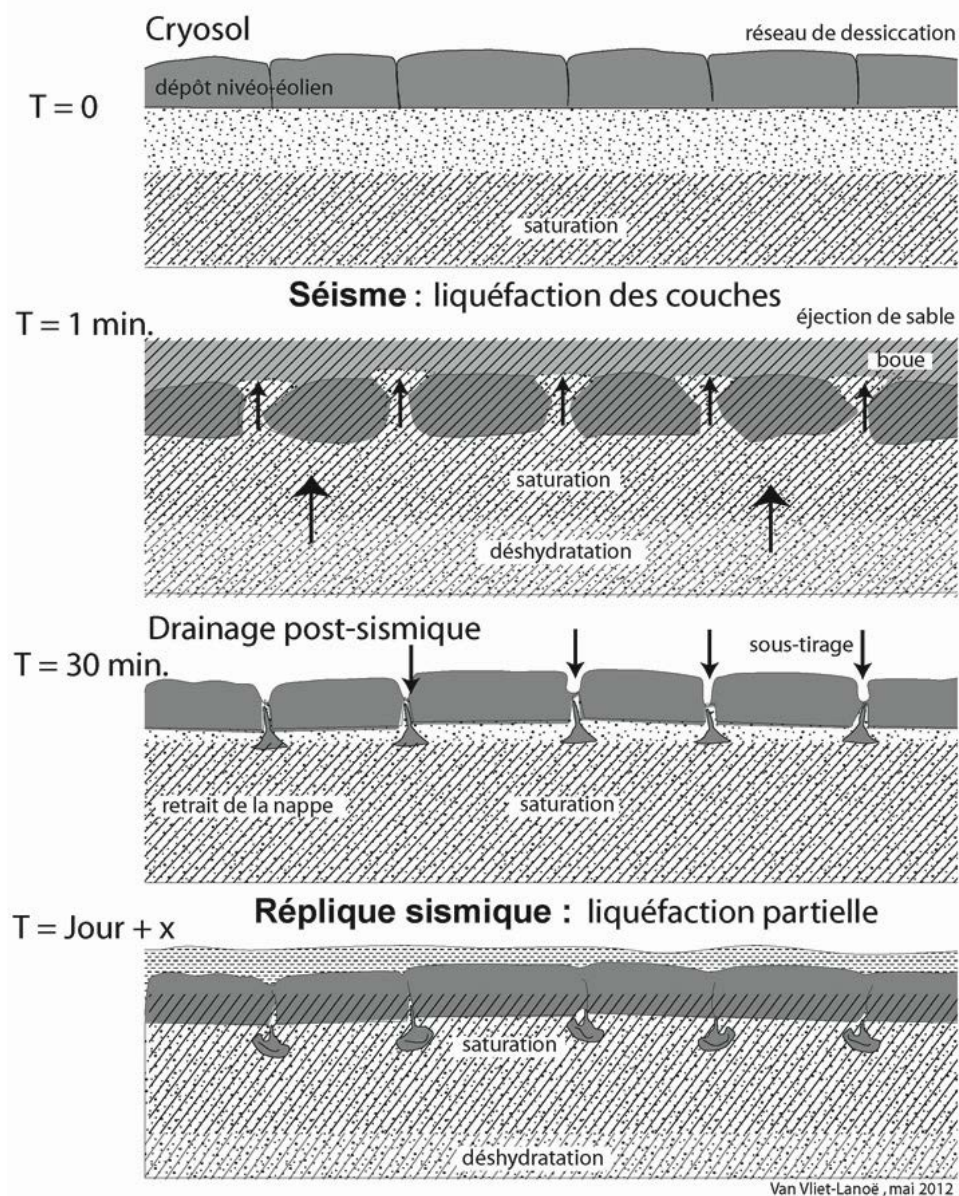 Cryosol
réseau de dessiccation
dépôt nivéo-éolien
T = 0
saturation
Séisme : liquéfaction des couches
T = 1 min.
éjection de sable
boue
saturation
déshydratation
Drainage post-sismique
T = 30 min.
sous-tirage
retrait de la nappe
saturation
Réplique sismique : liquéfaction partielle
T = Jour + x
saturation
déshydratation
Van Vliet-Lanoë , mai 2012